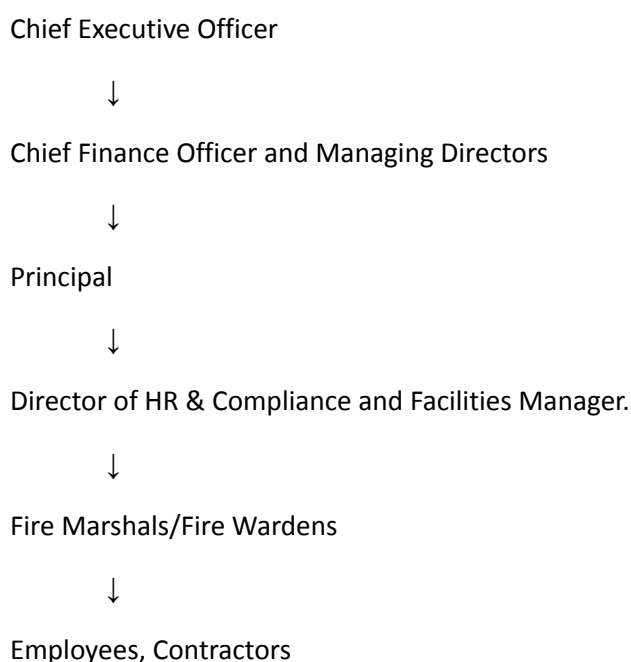 Chief Executive Officer
↓
Chief Finance Officer and Managing Directors
↓
Principal
↓
Director of HR & Compliance and Facilities Manager.
↓
Fire Marshals/Fire Wardens
↓
Employees, Contractors